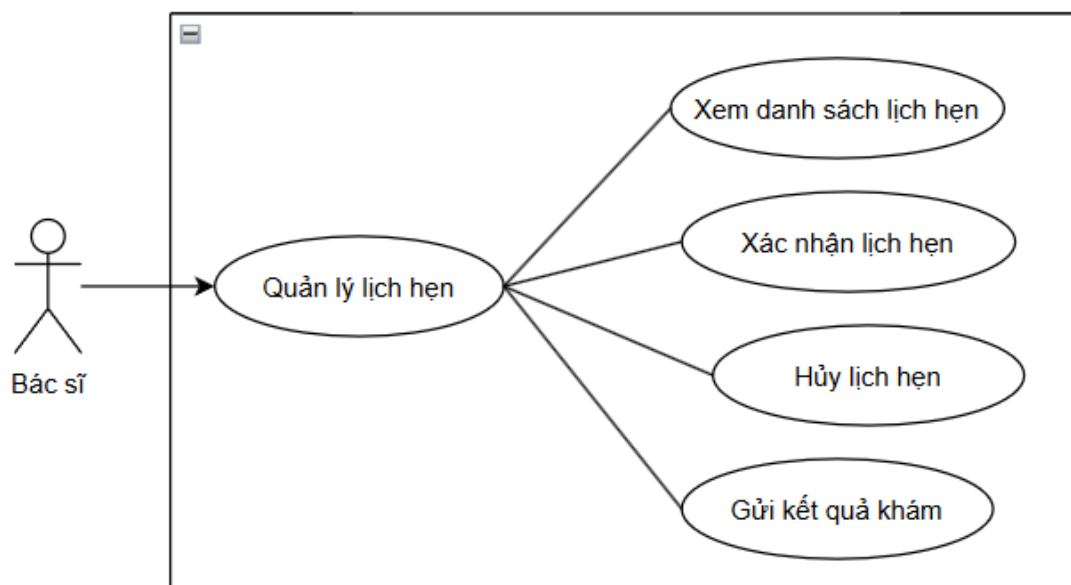 Xem danh sách lịch hẹn
Xác nhận lịch hẹn
Quản lý lịch hẹn
Hủy lịch hẹn
Bác sĩ
Gửi kết quả khám